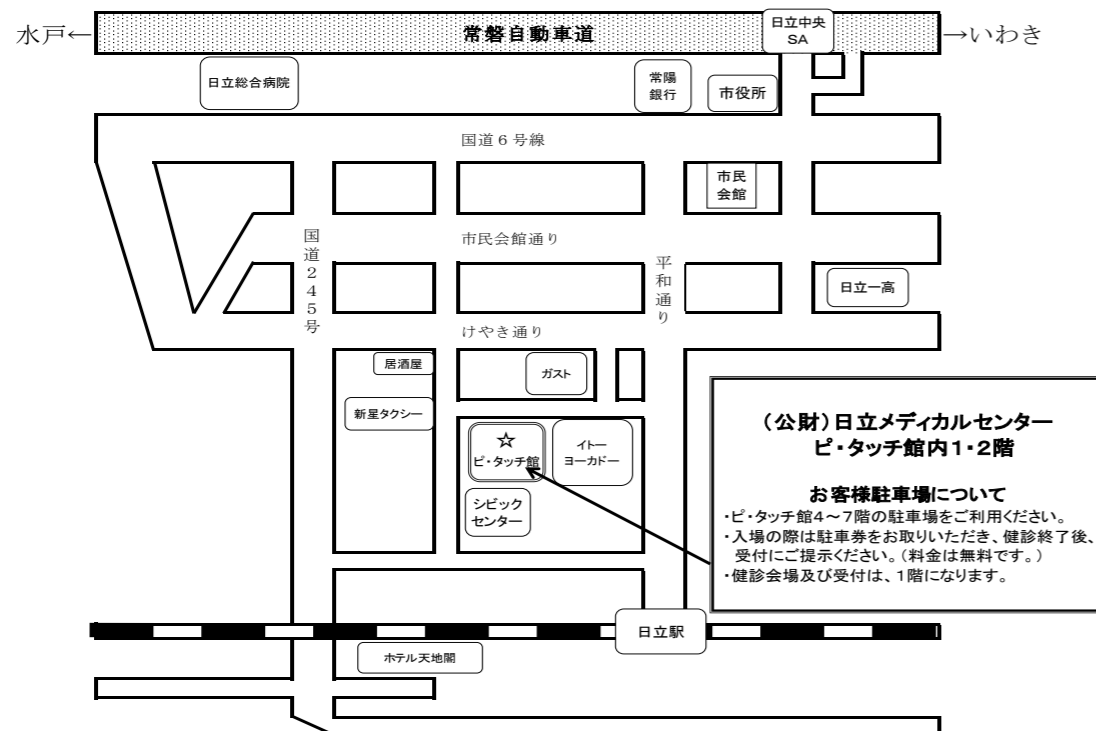 水戸←
常磐自動車道
日立中央
SA
→いわき
日立総合病院
常陽
銀行
市役所
国道6号線
市民
会館
国道245号
市民会館通り
平和通り
日立一高
けやき通り
居酒屋
ガスト
新星タクシー
☆
ピ・タッチ館
イトー
ヨーカドー
シビック
センター
(公財)日立メディカルセンター
ピ・タッチ館内1・2階
お客様駐車場について
・ピ・タッチ館4～7階の駐車場をご利用ください。
・入場の際は駐車券をお取りいただき、健診終了後、
受付にご提示ください。(料金は無料です。)
・健診会場及び受付は、1階になります。
日立駅
ホテル天地閣